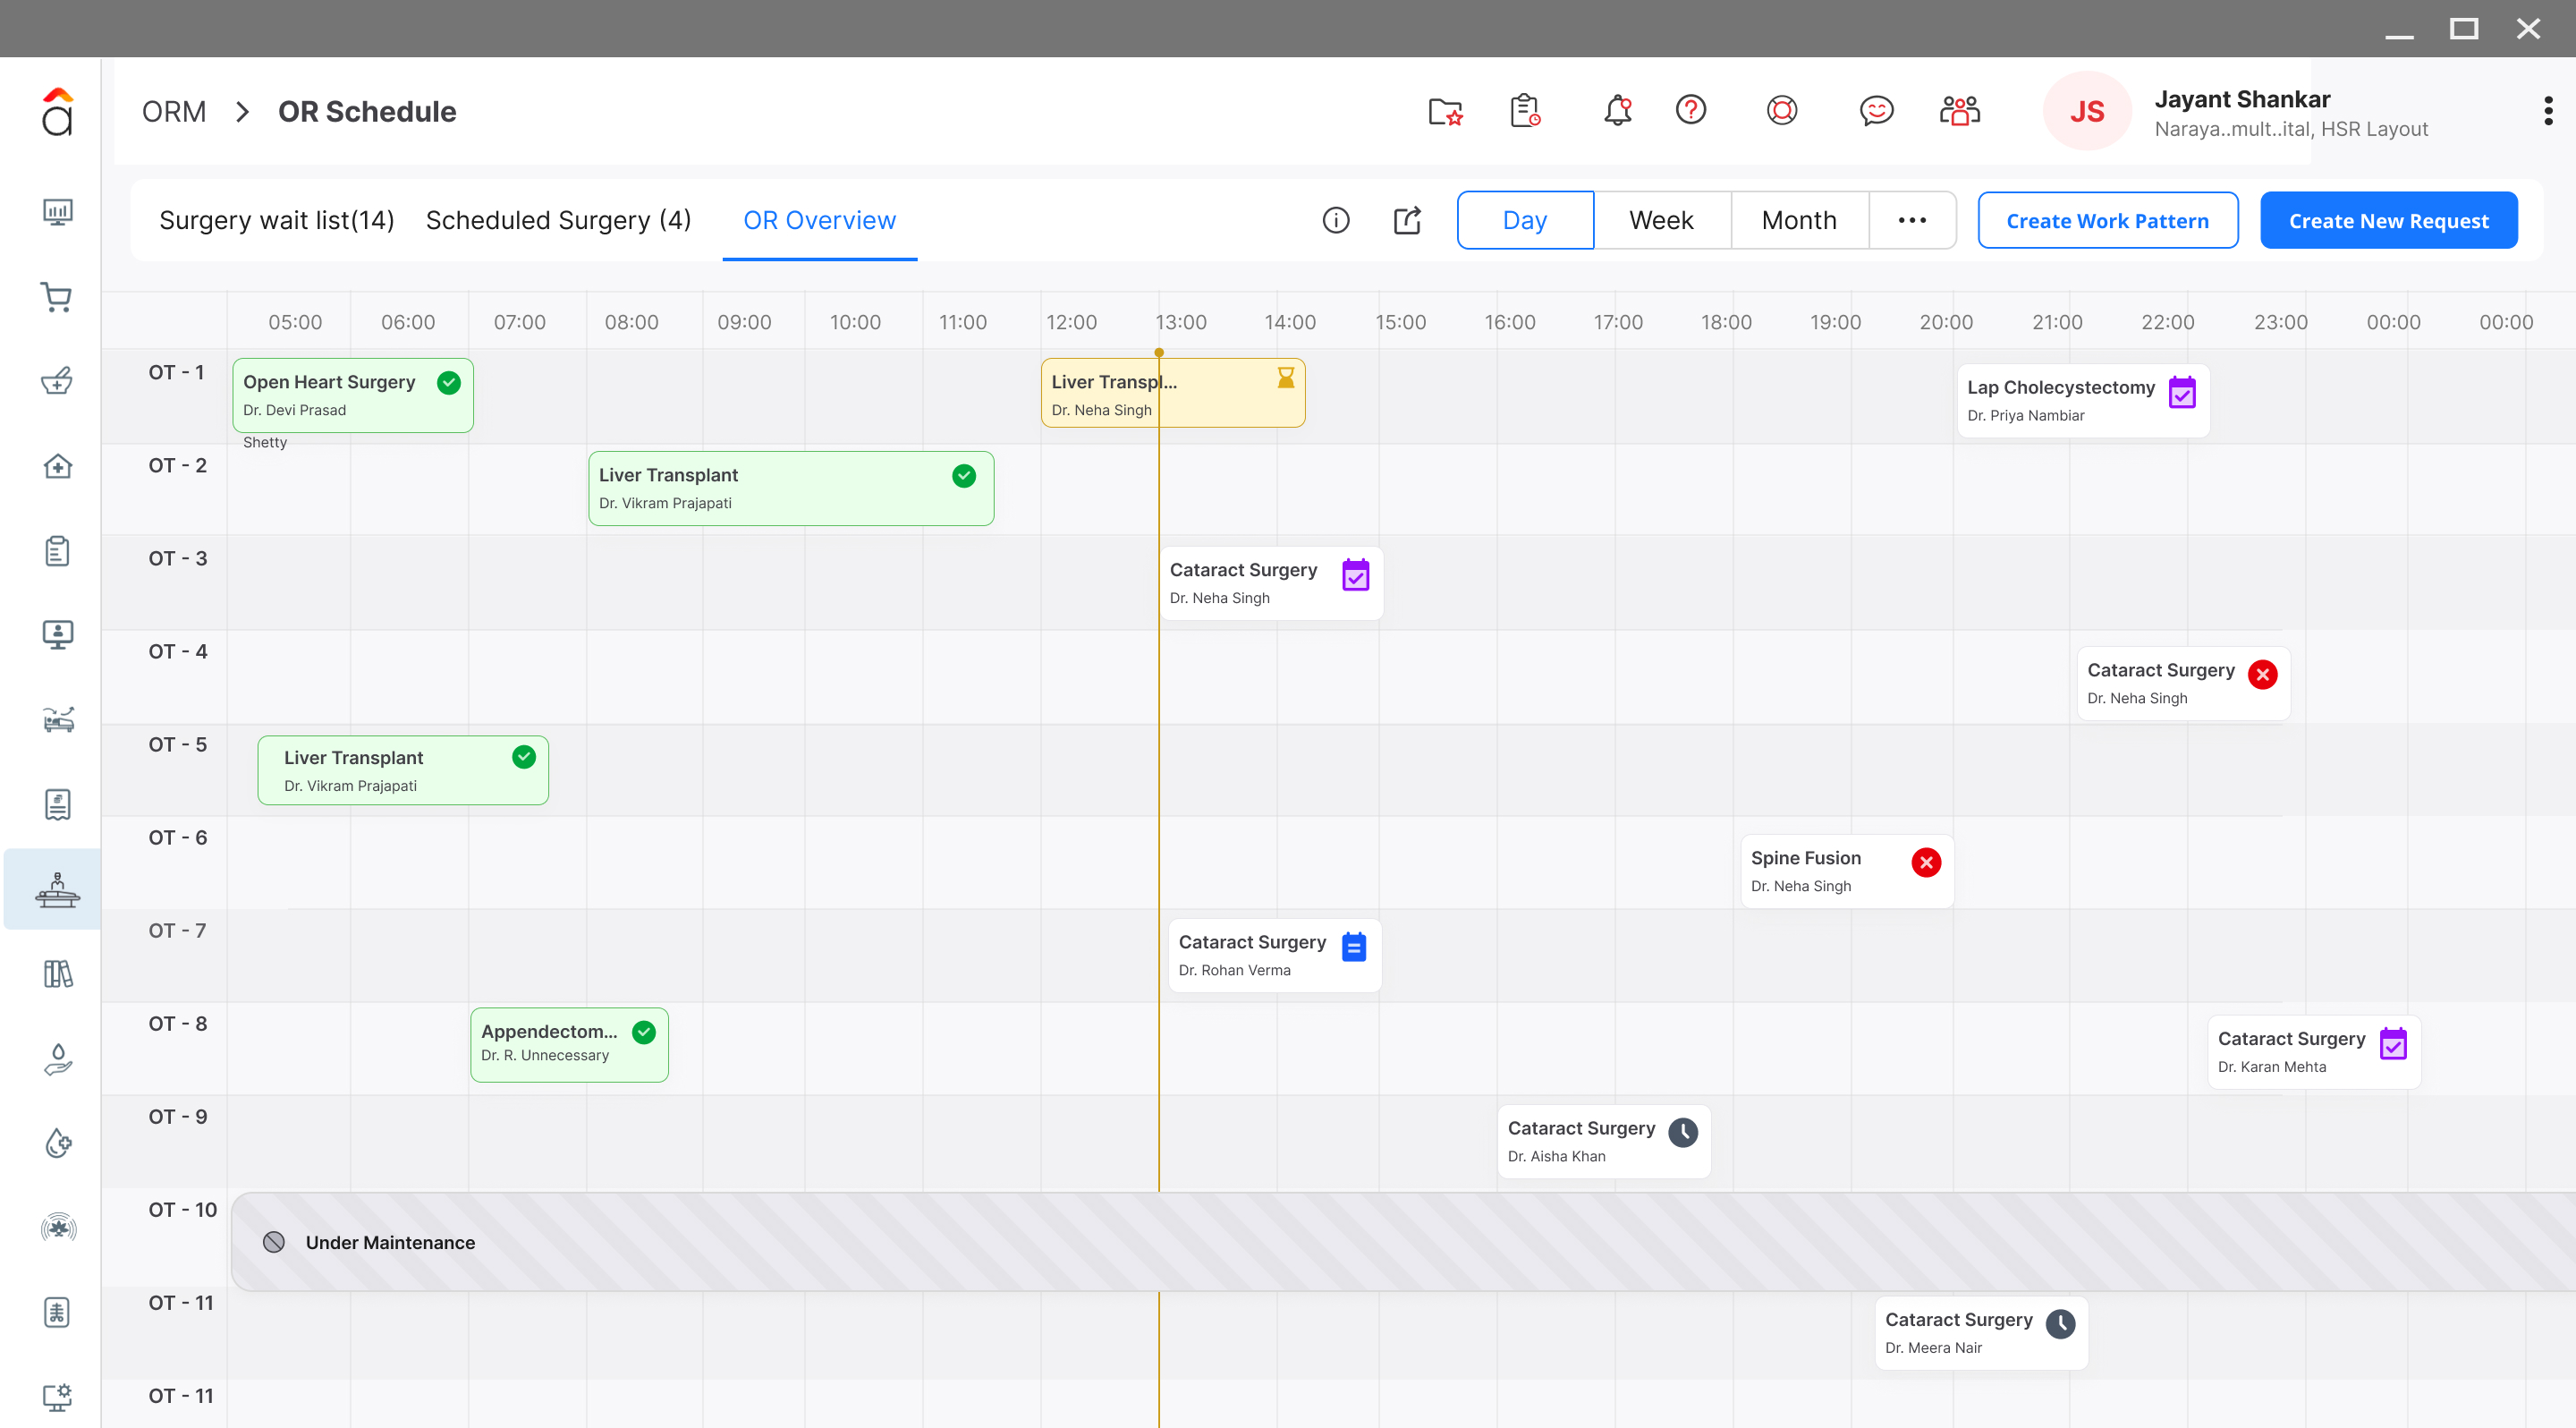 ORM > OR Schedule
JS
Jayant Shankar
Naraya..mult..ital, HSR Layout
Surgery wait list(14) Scheduled Surgery (4) OR Overview
Day Week Month ••• Create Work Pattern Create New Request
05:00 06:00 07:00 08:00 09:00 10:00 11:00 12:00 13:00 14:00 15:00 16:00 17:00 18:00 19:00 20:00 21:00 22:00 23:00 00:00 00:00
OT - 1
Open Heart Surgery
Dr. Devi Prasad
Shetty
Liver Transpl...
Dr. Neha Singh
Lap Cholecystectomy
Dr. Priya Nambiar
OT - 2
Liver Transplant
Dr. Vikram Prajapati
OT - 3
Cataract Surgery
Dr. Neha Singh
OT - 4
Cataract Surgery
Dr. Neha Singh
OT - 5
Liver Transplant
Dr. Vikram Prajapati
OT - 6
Spine Fusion
Dr. Neha Singh
OT - 7
Cataract Surgery
Dr. Rohan Verma
OT - 8
Appendectom...
Dr. R. Unnecessary
Cataract Surgery
Dr. Karan Mehta
OT - 9
Cataract Surgery
Dr. Aisha Khan
OT - 10
Under Maintenance
OT - 11
Cataract Surgery
Dr. Meera Nair
OT - 11